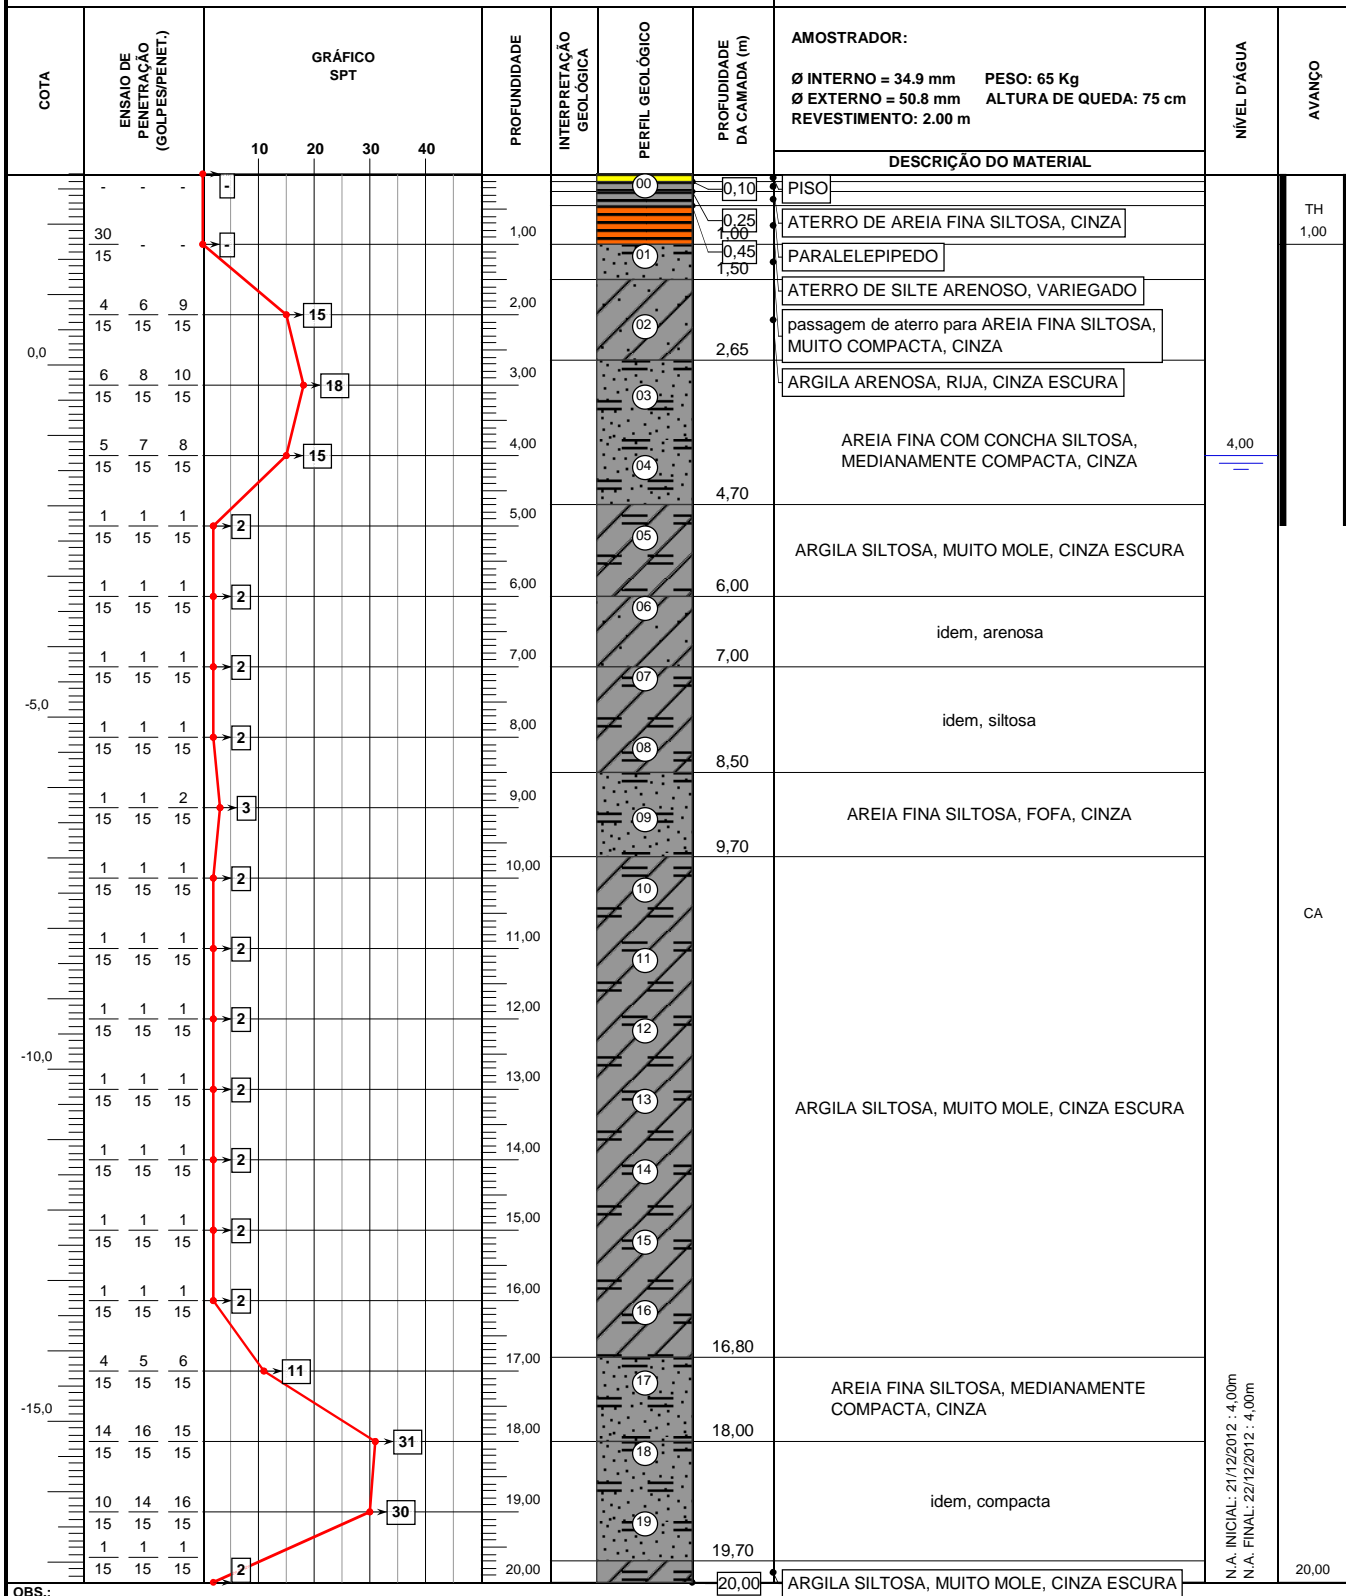 COTA
ENSAIO DE
PENETRAÇÃO
(GOLPES/PENET.)
GRÁFICO
SPT
10 20 30 40
PROFUNDIDADE
INTERPRETAÇÃO
GEOLÓGICA
PERFIL GEOLÓGICO
PROFUDIDADE
DA CAMADA (m)
AMOSTRADOR:
Ø INTERNO = 34.9 mm PESO: 65 Kg
Ø EXTERNO = 50.8 mm ALTURA DE QUEDA: 75 cm
REVESTIMENTO: 2.00 m
DESCRIÇÃO DO MATERIAL
NÍVEL D'ÁGUA
AVANÇO
- - - - 00 0,10 PISO
TH
0,25 ATERRO DE AREIA FINA SILTOSA, CINZA
30 - - - 1,00 1,00 1,00
15
01 0,45 PARALELEPIPEDO
1,50
ATERRO DE SILTE ARENOSO, VARIEGADO
4 6 9 15 2,00
15 15 15
02 passagem de aterro para AREIA FINA SILTOSA,
MUITO COMPACTA, CINZA
0,0 2,65
6 8 10 18 3,00
15 15 15
ARGILA ARENOSA, RIJA, CINZA ESCURA
03
5 7 8 15 4,00 4,00
15 15 15
AREIA FINA COM CONCHA SILTOSA,
MEDIANAMENTE COMPACTA, CINZA
04
4,70
1 1 1 2 5,00
15 15 15
05 ARGILA SILTOSA, MUITO MOLE, CINZA ESCURA
1 1 1 2 6,00 6,00
15 15 15
06 idem, arenosa
1 1 1 2 7,00 7,00
15 15 15
07
-5,0 idem, siltosa
1 1 1 2 8,00
15 15 15
08
8,50
1 1 2 3 9,00
15 15 15
09 AREIA FINA SILTOSA, FOFA, CINZA
9,70
1 1 1 2 10,00
15 15 15
10
CA
1 1 1 2 11,00
15 15 15
11
1 1 1 2 12,00
15 15 15
12
-10,0
1 1 1 2 13,00
15 15 15
13 ARGILA SILTOSA, MUITO MOLE, CINZA ESCURA
1 1 1 2 14,00
15 15 15
14
1 1 1 2 15,00
15 15 15
15
1 1 1 2 16,00
15 15 15
16
16,80
4 5 6 11 17,00
15 15 15
17 AREIA FINA SILTOSA, MEDIANAMENTE
COMPACTA, CINZA
-15,0
14 16 15 31 18,00 18,00
15 15 15
18
10 14 16 30 19,00
15 15 15
idem, compacta
19
19,70
1 1 1 2 20,00 20,00
15 15 15
20,00 ARGILA SILTOSA, MUITO MOLE, CINZA ESCURA
N.A. INICIAL: 21/12/2012 : 4,00m
N.A. FINAL: 22/12/2012 : 4,00m
OBS.: